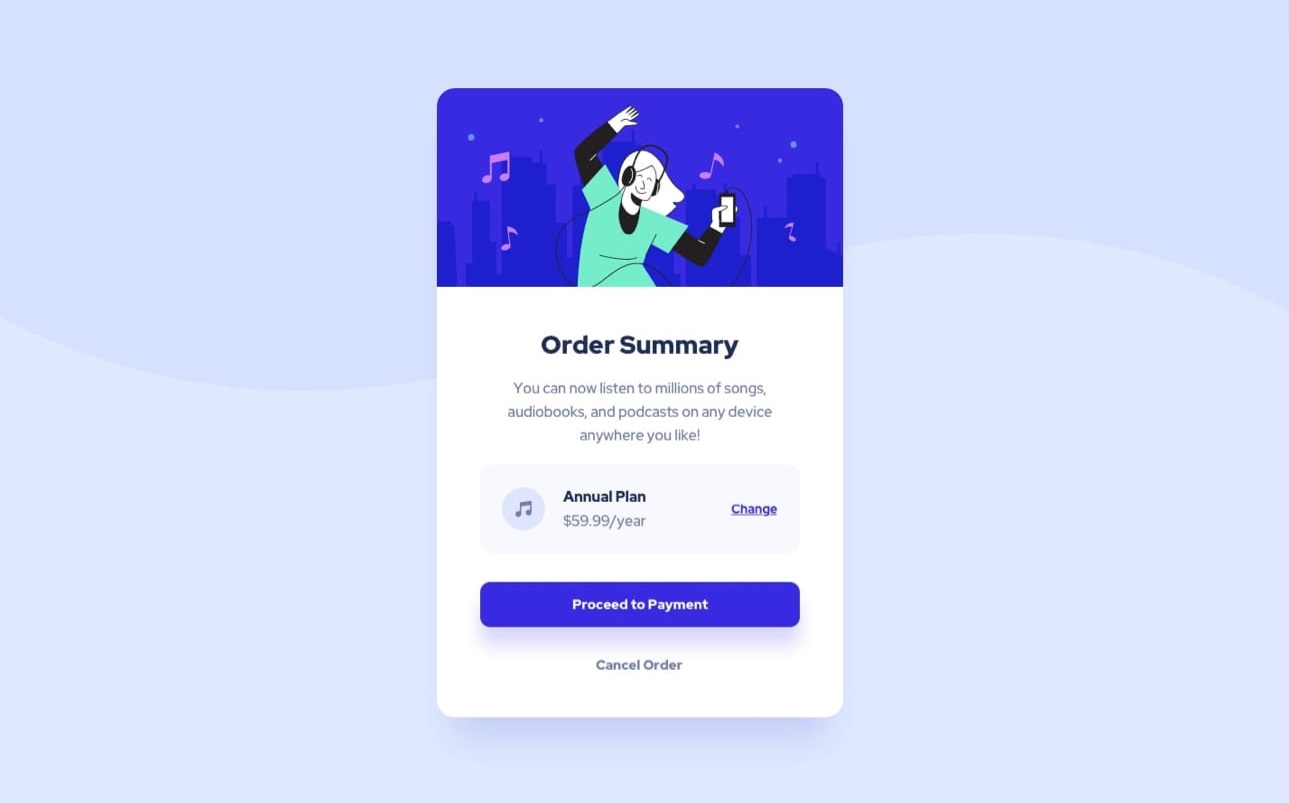 Order Summary
You can now listen to millions of songs,
audiobooks, and podcasts on any device
anywhere you like!
Annual Plan
$59.99/year
Change
Proceed to Payment
Cancel Order